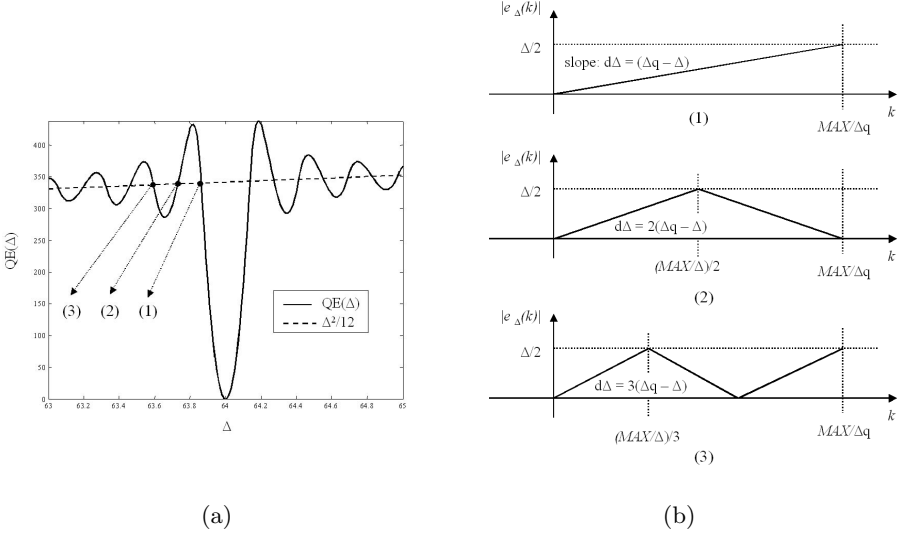 QE(Δ)
400
350
300
250
200
150
100
50
0
63
63.2
63.4
63.6
63.8
64
64.2
64.4
64.6
64.8
65
Δ
(3)
(2)
(1)
QE(Δ)
Δ²/12
(a)
|e Δ(k)|
Δ/2
slope: dΔ = (Δq – Δ)
k
(1)
MAX/Δq
|e Δ(k)|
Δ/2
dΔ = 2(Δq – Δ)
k
(MAX/Δ)/2
MAX/Δq
(2)
|e Δ(k)|
Δ/2
dΔ = 3(Δq – Δ)
k
(MAX/Δ)/3
MAX/Δq
(3)
(b)